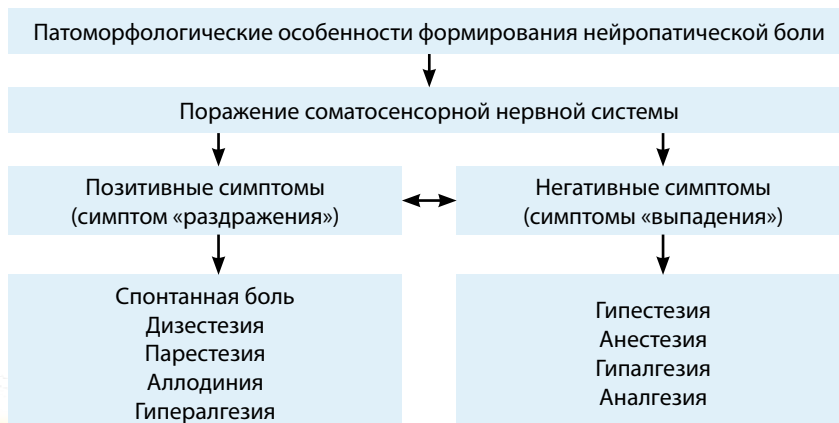 Патоморфологические особенности формирования нейропатической боли
Поражение соматосенсорной нервной системы
Позитивные симптомы
(симптом «раздражения»)
Негативные симптомы
(симптомы «выпадения»)
Спонтанная боль
Дизестезия
Парестезия
Аллодиния
Гипералгезия
Гипестезия
Анестезия
Гипалгезия
Аналгезия